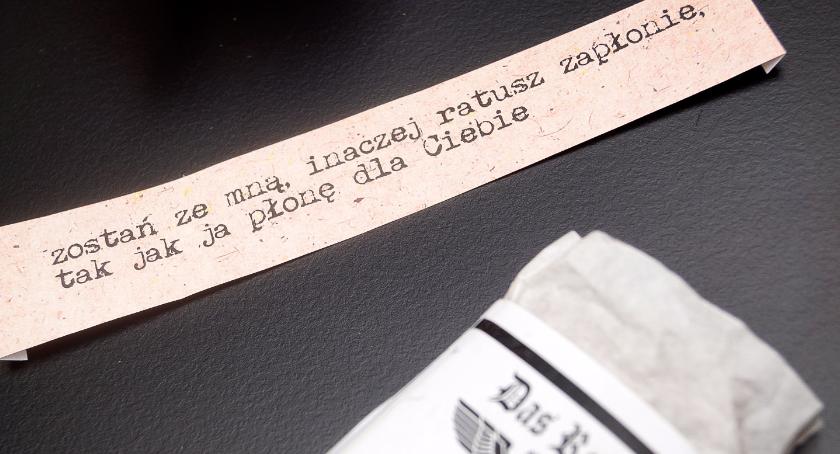 zostań ze mną, inaczej ratusz zapłonie,
tak jak ja płonę dla Ciebie
Das